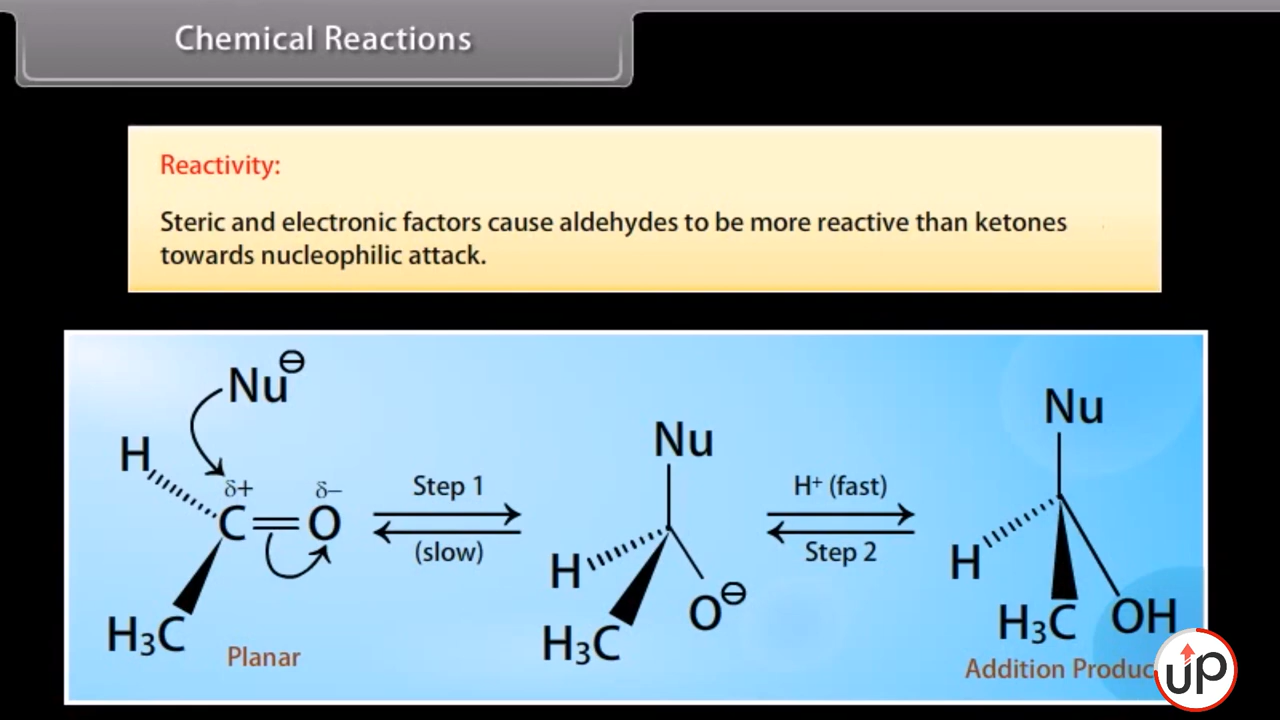 Chemical Reactions
Reactivity:
Steric and electronic factors cause aldehydes to be more reactive than ketones
towards nucleophilic attack.
Nu⊖
H
δ+ δ−
C=O
H₃C
Planar
Step 1
(slow)
Nu
H
O⊖
H₃C
H⁺ (fast)
Step 2
Nu
H
H₃C OH
Addition Produc
UP